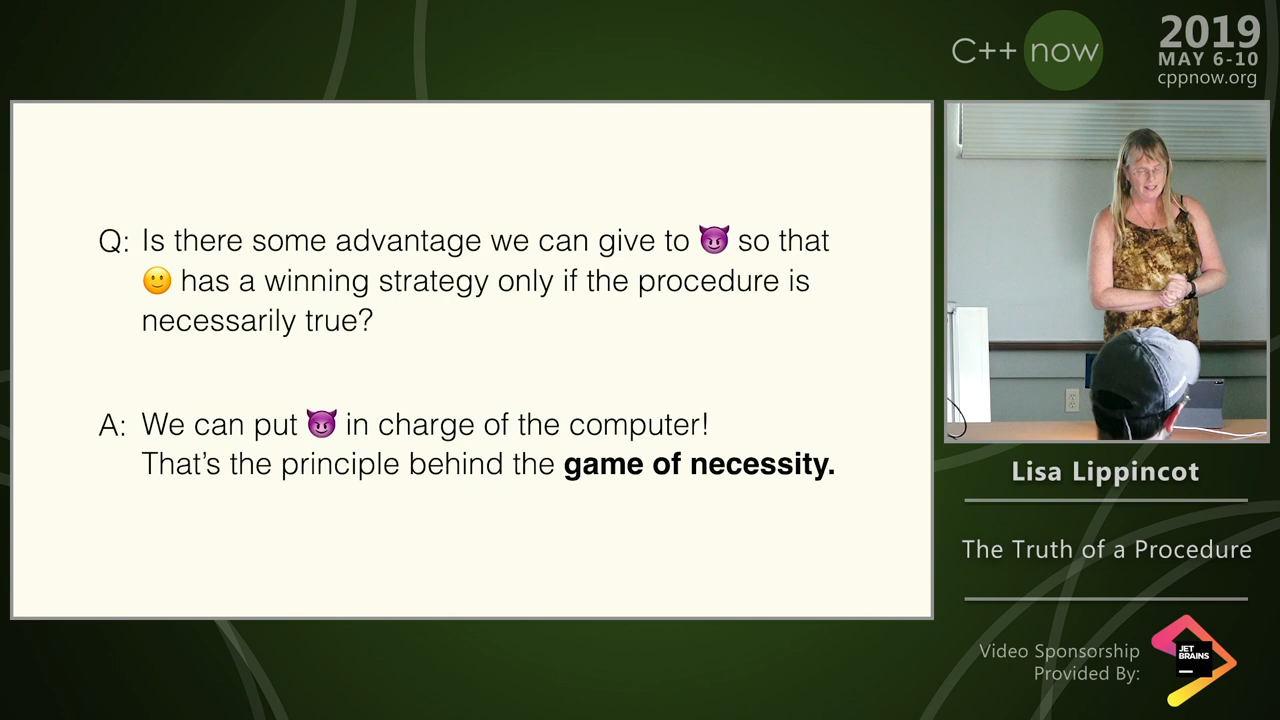 C++ now
2019
MAY 6-10
cppnow.org
Q: Is there some advantage we can give to 😈 so that
🙂 has a winning strategy only if the procedure is
necessarily true?
A: We can put 😈 in charge of the computer!
That's the principle behind the game of necessity.
Lisa Lippincot
The Truth of a Procedure
Video Sponsorship
Provided By:
JET
BRAINS